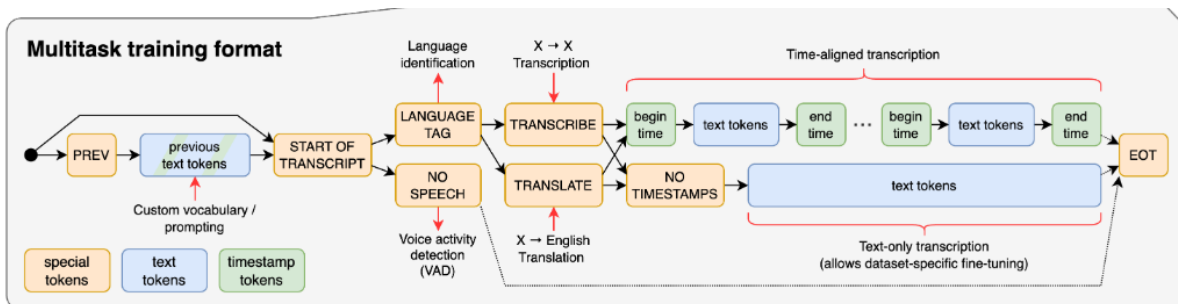 Multitask training format
Language
identification
X → X
Transcription
Time-aligned transcription
PREV
previous
text tokens
START OF
TRANSCRIPT
LANGUAGE
TAG
NO
SPEECH
TRANSCRIBE
TRANSLATE
begin
time
text tokens
end
time
...
begin
time
text tokens
end
time
NO
TIMESTAMPS
text tokens
EOT
Custom vocabulary /
prompting
Voice activity
detection
(VAD)
X → English
Translation
Text-only transcription
(allows dataset-specific fine-tuning)
special
tokens
text
tokens
timestamp
tokens